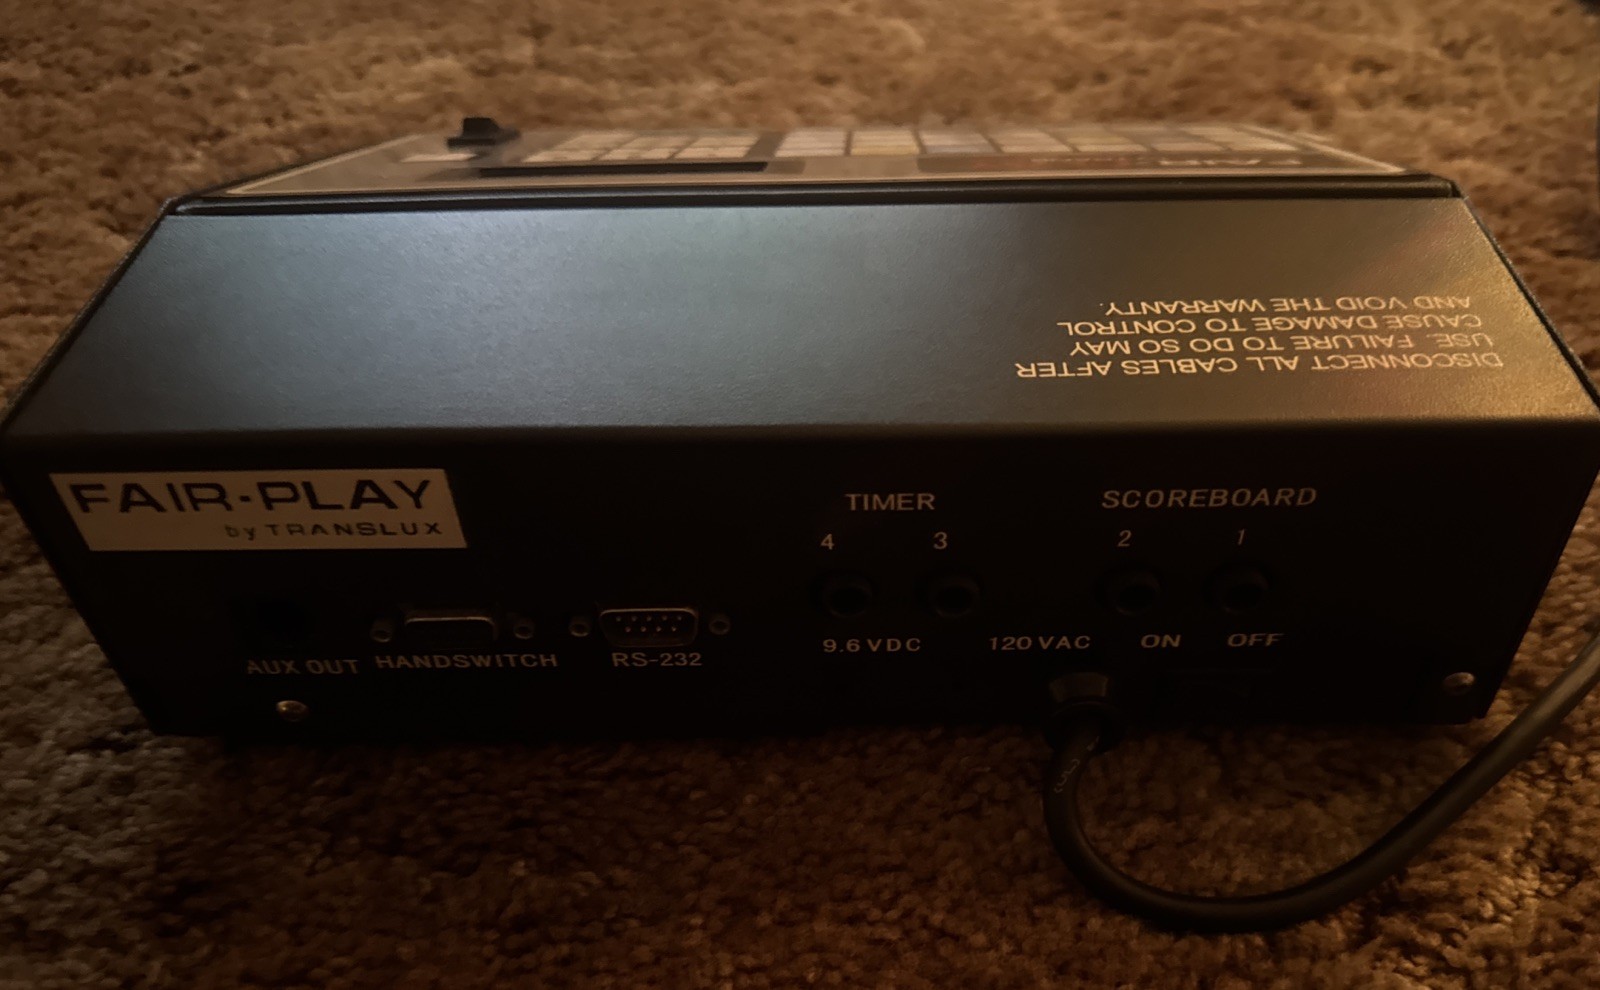 FAIR
DISCONNECT ALL CABLES AFTER
USE. FAILURE TO DO SO MAY
CAUSE DAMAGE TO CONTROL
AND VOID THE WARRANTY.
FAIR-PLAY
by TRANSLUX
TIMER
SCOREBOARD
4 3 2 1
AUX OUT HANDSWITCH RS-232
9.6 VDC 120 VAC ON OFF